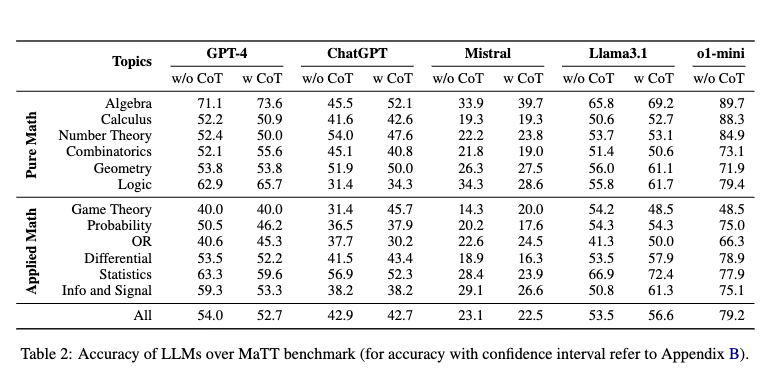 Topics GPT-4 ChatGPT Mistral Llama3.1 o1-mini
w/o CoT w CoT w/o CoT w CoT w/o CoT w CoT w/o CoT w CoT w/o CoT
Pure Math
Algebra 71.1 73.6 45.5 52.1 33.9 39.7 65.8 69.2 89.7
Calculus 52.2 50.9 41.6 42.6 19.3 19.3 50.6 52.7 88.3
Number Theory 52.4 50.0 54.0 47.6 22.2 23.8 53.7 53.1 84.9
Combinatorics 52.1 55.6 45.1 40.8 21.8 19.0 51.4 50.6 73.1
Geometry 53.8 53.8 51.9 50.0 26.3 27.5 56.0 61.1 71.9
Logic 62.9 65.7 31.4 34.3 34.3 28.6 55.8 61.7 79.4
Applied Math
Game Theory 40.0 40.0 31.4 45.7 14.3 20.0 54.2 48.5 48.5
Probability 50.5 46.2 36.5 37.9 20.2 17.6 54.3 54.3 75.0
OR 40.6 45.3 37.7 30.2 22.6 24.5 41.3 50.0 66.3
Differential 53.5 52.2 41.5 43.4 18.9 16.3 53.5 57.9 78.9
Statistics 63.3 59.6 56.9 52.3 28.4 23.9 66.9 72.4 77.9
Info and Signal 59.3 53.3 38.2 38.2 29.1 26.6 50.8 61.3 75.1
All 54.0 52.7 42.9 42.7 23.1 22.5 53.5 56.6 79.2
Table 2: Accuracy of LLMs over MaTT benchmark (for accuracy with confidence interval refer to Appendix B).